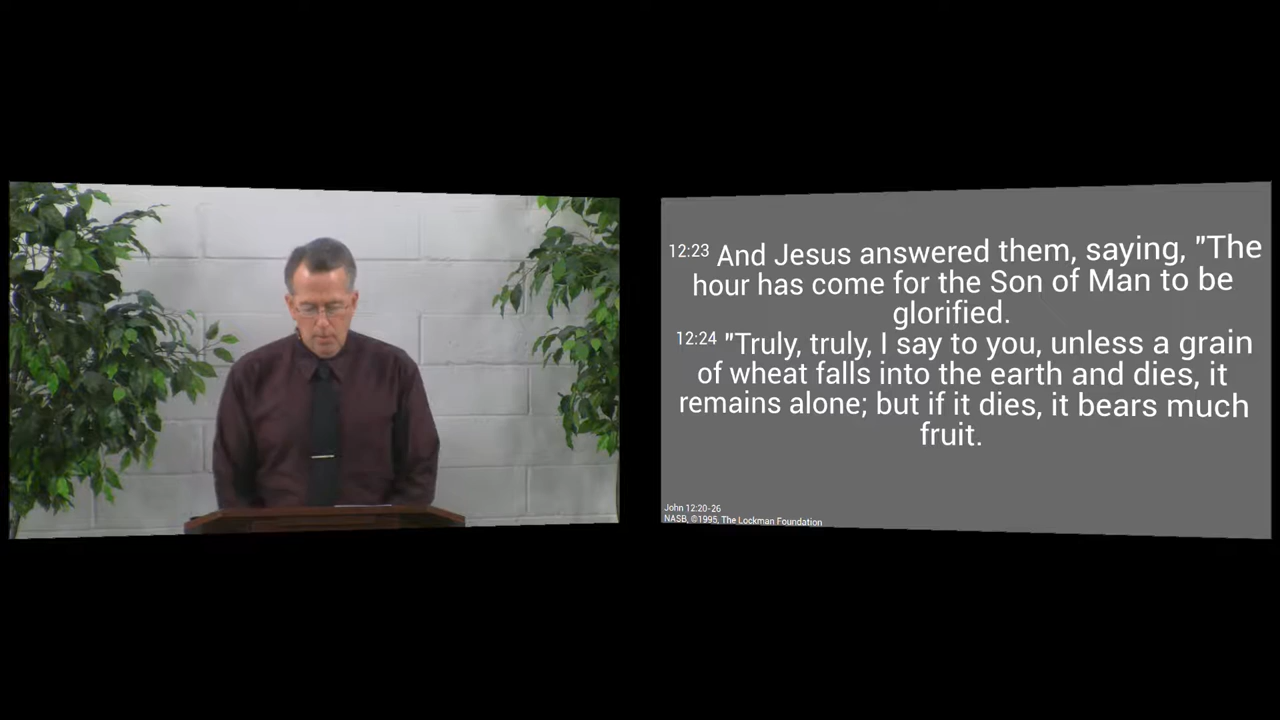 12:23 And Jesus answered them, saying, "The
hour has come for the Son of Man to be
glorified.
12:24 "Truly, truly, I say to you, unless a grain
of wheat falls into the earth and dies, it
remains alone; but if it dies, it bears much
fruit.
John 12:20-26
NASB, ©1995, The Lockman Foundation